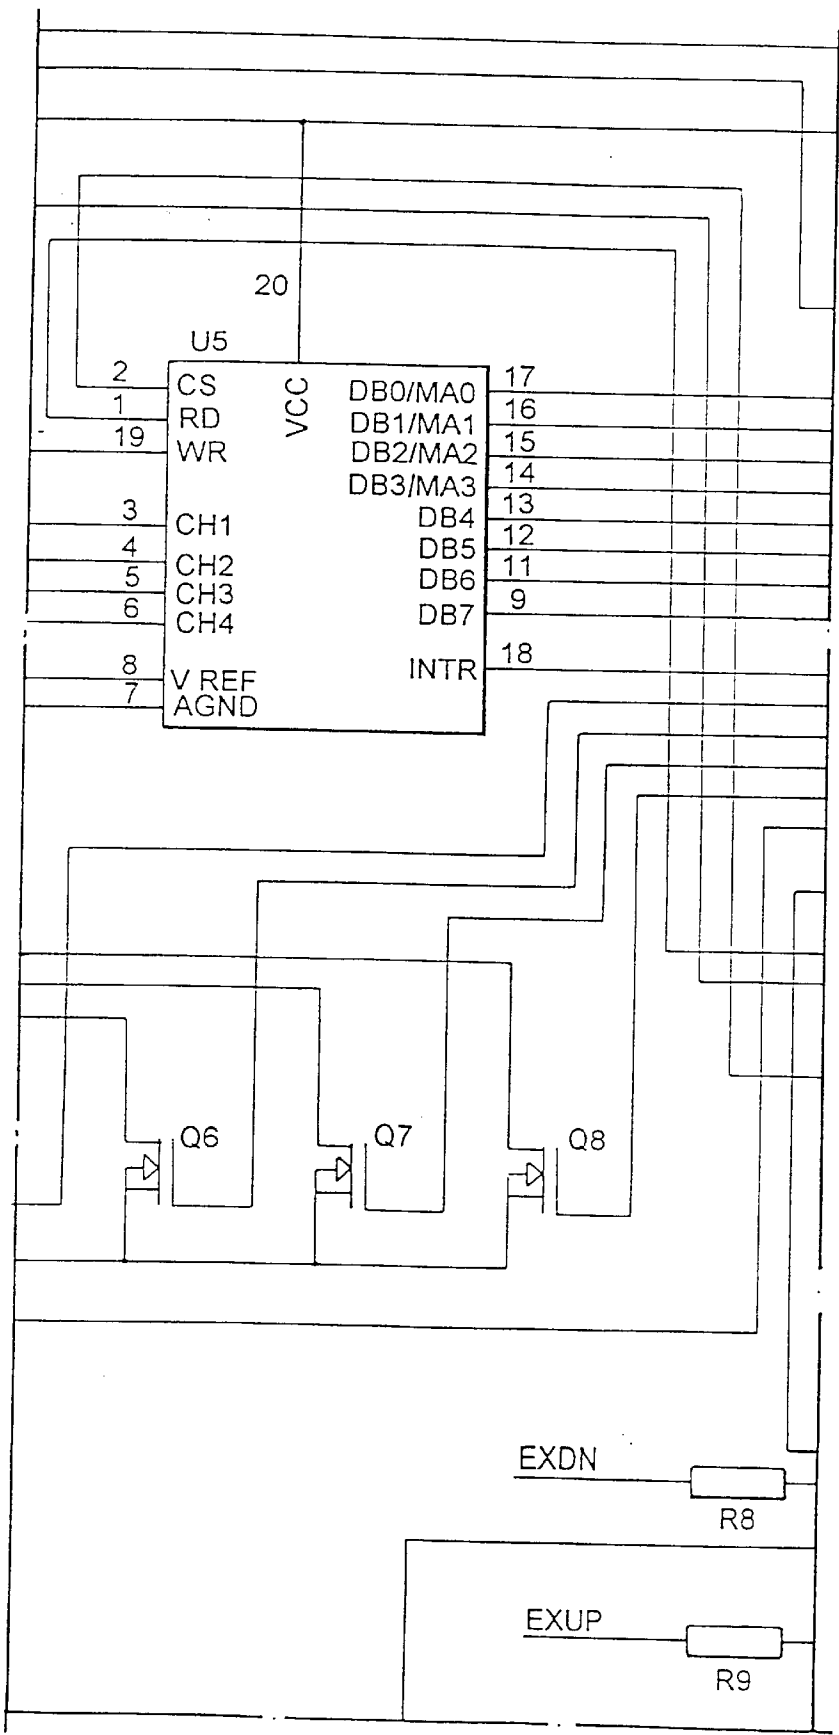 20
U5
2 CS
1 RD
19 WR
3 CH1
4 CH2
5 CH3
6 CH4
8 V REF
7 AGND
VCC
DB0/MA0 17
DB1/MA1 16
DB2/MA2 15
DB3/MA3 14
DB4 13
DB5 12
DB6 11
DB7 9
INTR 18
Q6
Q7
Q8
EXDN
R8
EXUP
R9